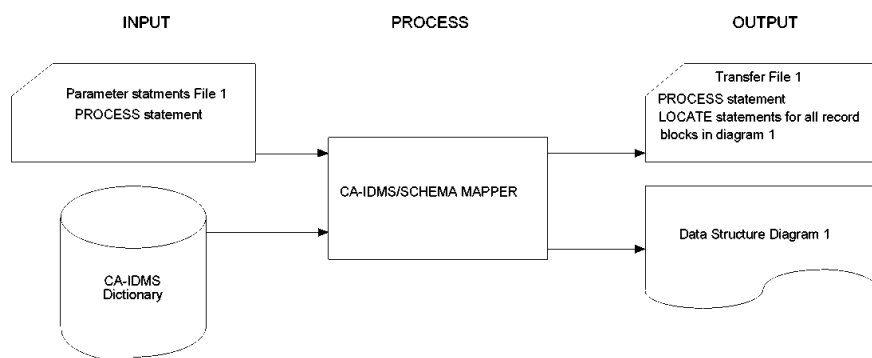 INPUT
PROCESS
OUTPUT
Parameter statments File 1
PROCESS statement
CA-IDMS
Dictionary
CA-IDMS/SCHEMA MAPPER
Transfer File 1
PROCESS statement
LOCATE statements for all record
blocks in diagram 1
Data Structure Diagram 1